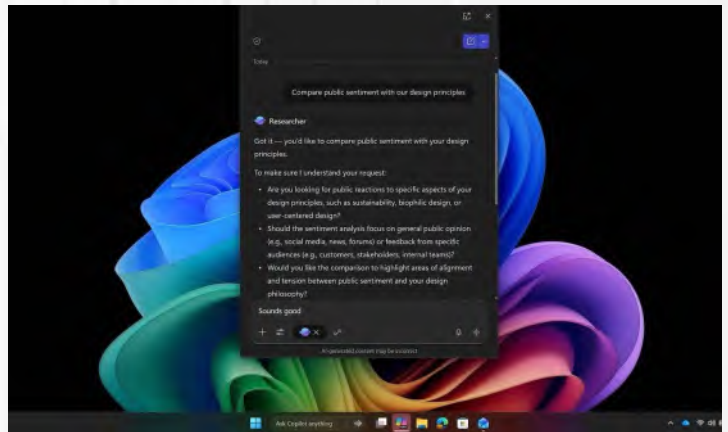 Today
Compare public sentiment with our design principles
Researcher
Got it — you'd like to compare public sentiment with your design
principles.
To make sure I understand your request:
• Are you looking for public reactions to specific aspects of your
design principles, such as sustainability, biophilic design, or
user-centered design?
• Should the sentiment analysis focus on general public opinion
(e.g., social media, news, forums) or feedback from specific
audiences (e.g., customers, stakeholders, internal teams)?
• Would you like the comparison to highlight areas of alignment
and tension between public sentiment and your design
philosophy?
Sounds good
AI-generated content may be incorrect
Ask Copilot anything